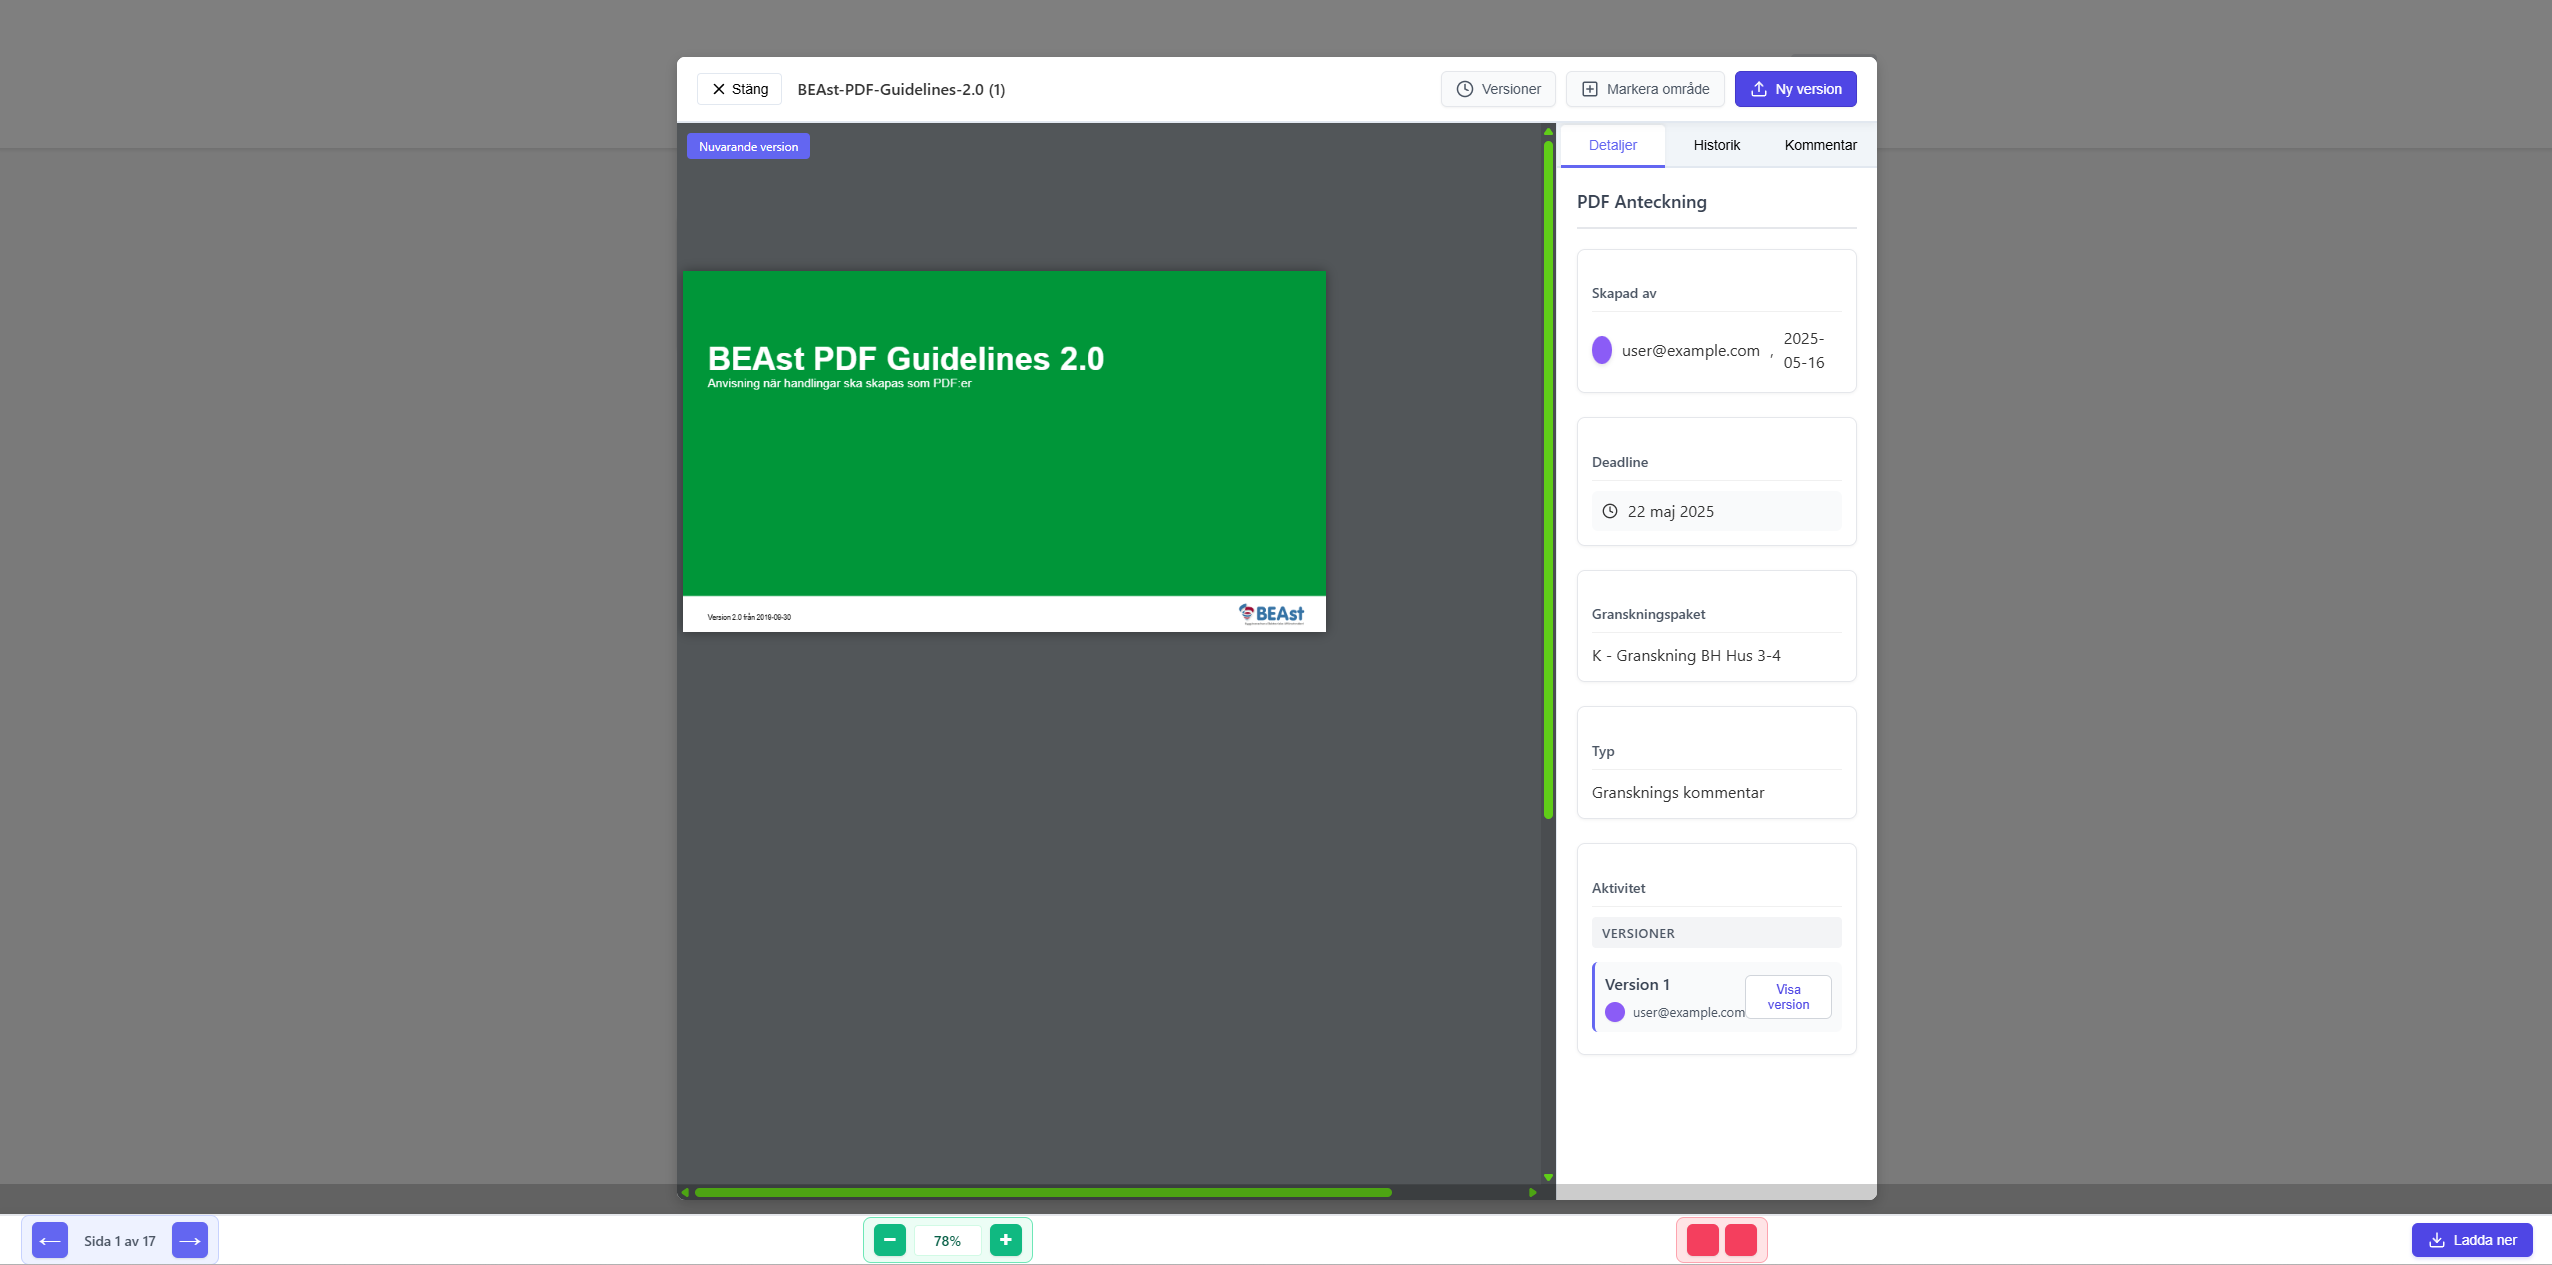 Stäng
BEAst-PDF-Guidelines-2.0 (1)
Versioner
Markera område
Ny version
Nuvarande version
BEAst PDF Guidelines 2.0
Anvisning när handlingar ska skapas som PDF:er
Version 2.0 från 2019-09-30
BEAst
Detaljer
Historik
Kommentar
PDF Anteckning
Skapad av
user@example.com , 2025-
05-16
Deadline
22 maj 2025
Granskningspaket
K - Granskning BH Hus 3-4
Typ
Gransknings kommentar
Aktivitet
VERSIONER
Version 1
user@example.com
Visa
version
Sida 1 av 17
78%
Ladda ner